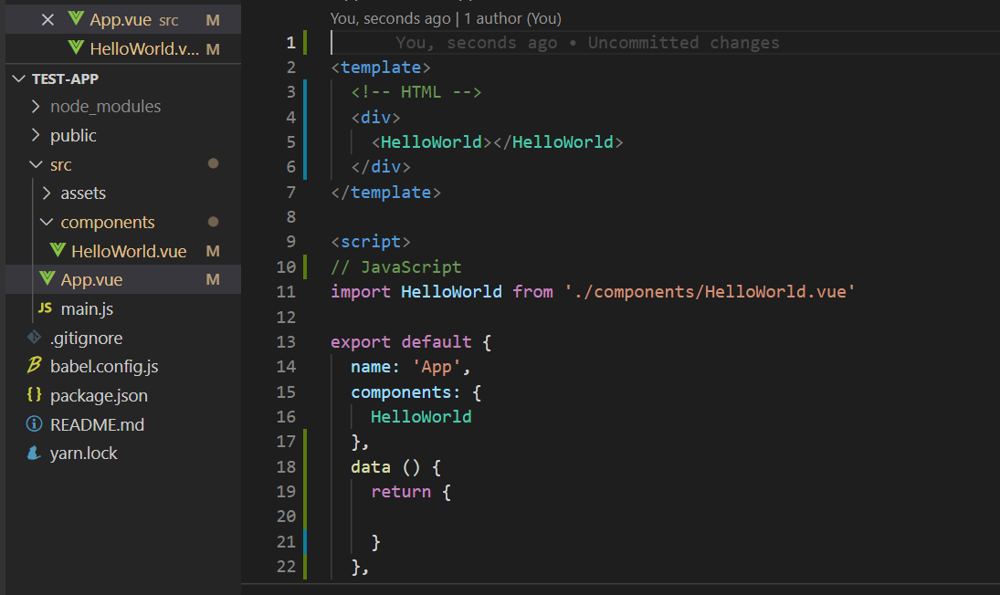 App.vue src M
HelloWorld.v... M
TEST-APP
node_modules
public
src
assets
components
HelloWorld.vue M
App.vue M
JS main.js
.gitignore
babel.config.js
{} package.json
README.md
yarn.lock
You, seconds ago | 1 author (You)
1 You, seconds ago • Uncommitted changes
2 <template>
3 <!-- HTML -->
4 <div>
5 <HelloWorld></HelloWorld>
6 </div>
7 </template>
8
9 <script>
10 // JavaScript
11 import HelloWorld from './components/HelloWorld.vue'
12
13 export default {
14 name: 'App',
15 components: {
16 HelloWorld
17 },
18 data () {
19 return {
20
21 }
22 },